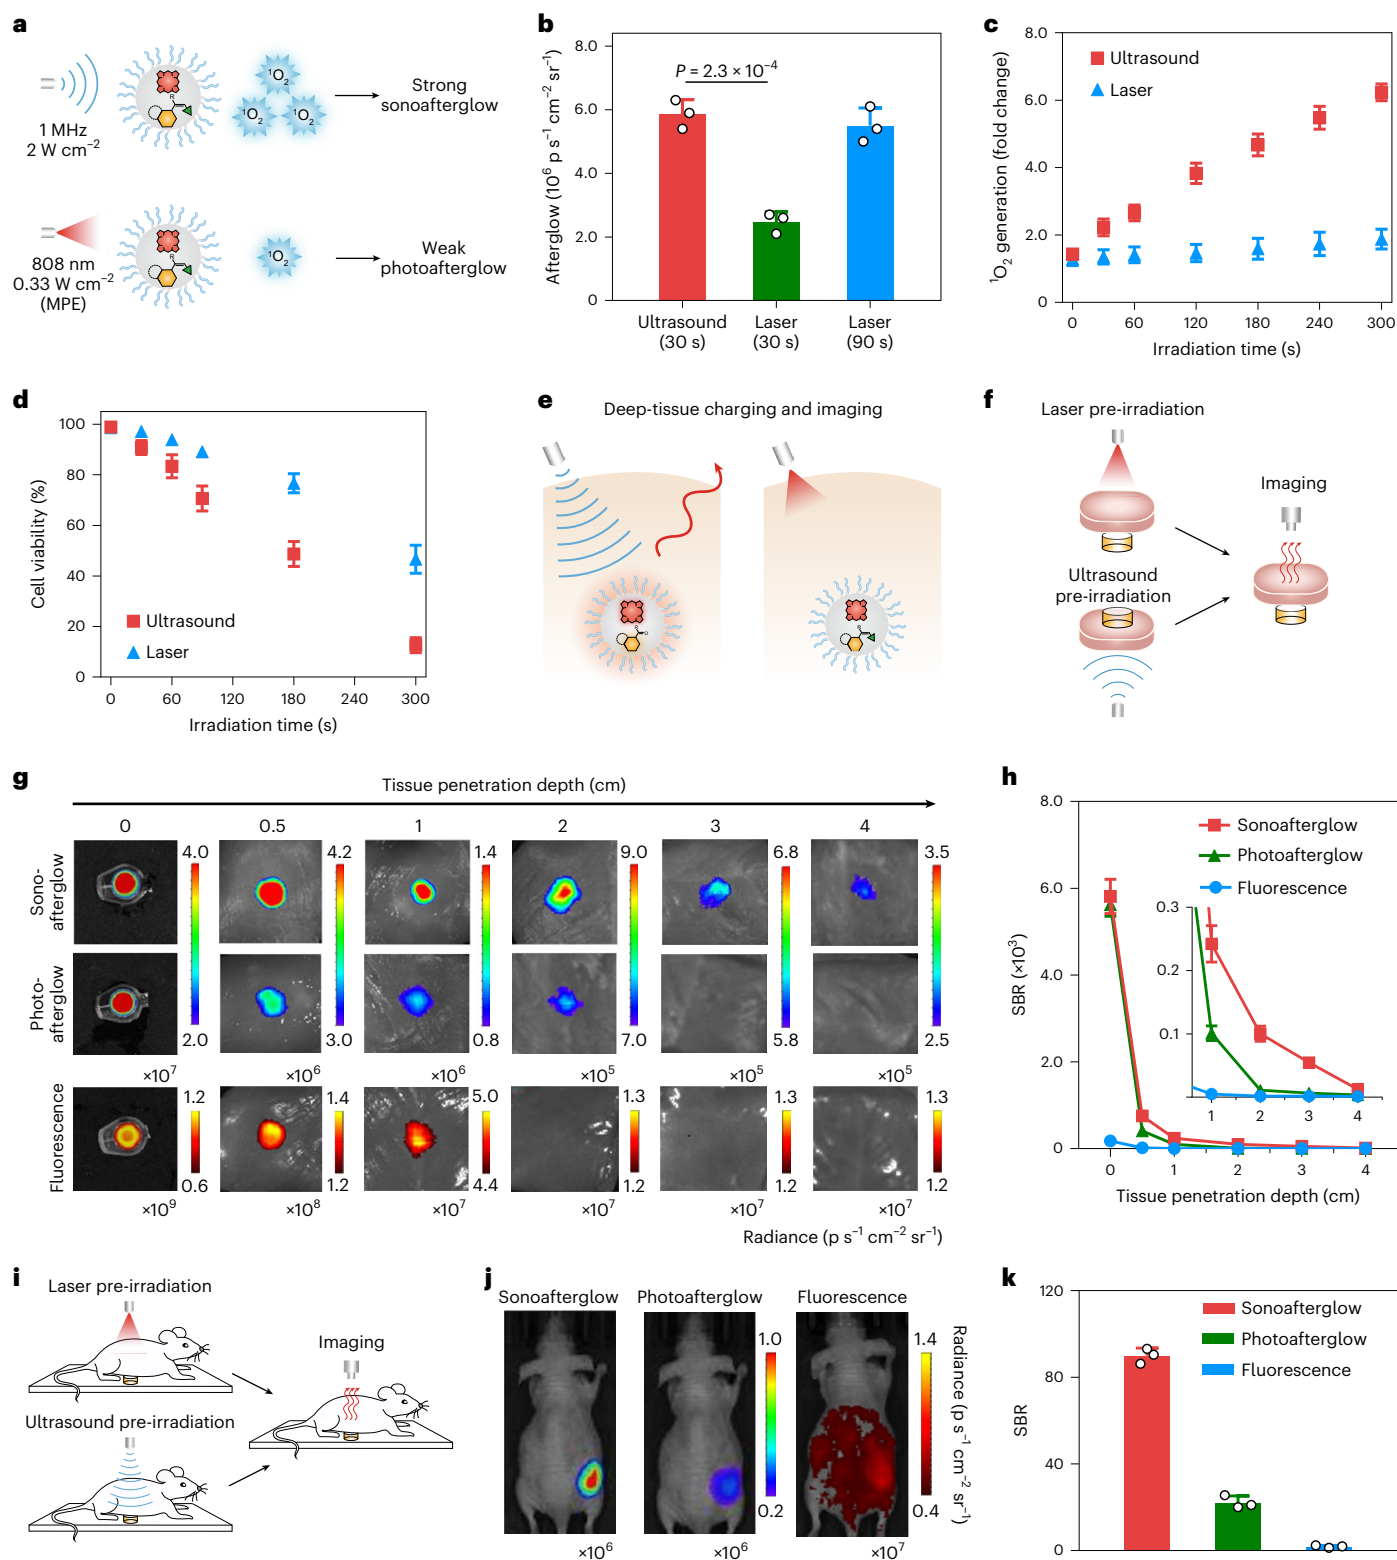 a
1 MHz
2 W cm⁻²
R
¹O₂
¹O₂
¹O₂
Strong
sonoafterglow
808 nm
0.33 W cm⁻²
(MPE)
R
¹O₂
Weak
photoafterglow
b
Afterglow (10⁶ p s⁻¹ cm⁻² sr⁻¹)
8.0
6.0
4.0
2.0
0
P = 2.3 × 10⁻⁴
Ultrasound
(30 s)
Laser
(30 s)
Laser
(90 s)
c
¹O₂ generation (fold change)
8.0
6.0
4.0
2.0
0
Ultrasound
Laser
0 60 120 180 240 300
Irradiation time (s)
d
Cell viability (%)
100
80
60
40
20
0
Ultrasound
Laser
0 60 120 180 240 300
Irradiation time (s)
e
Deep-tissue charging and imaging
R
O
R
f
Laser pre-irradiation
Imaging
Ultrasound
pre-irradiation
g
Tissue penetration depth (cm)
0 0.5 1 2 3 4
Sono-
afterglow
4.0 4.2 1.4 9.0 6.8 3.5
Photo-
afterglow
2.0 3.0 0.8 7.0 5.8 2.5
×10⁷ ×10⁶ ×10⁶ ×10⁵ ×10⁵ ×10⁵
Fluorescence
1.2 1.4 5.0 1.3 1.3 1.3
0.6 1.2 4.4 1.2 1.2 1.2
×10⁹ ×10⁸ ×10⁷ ×10⁷ ×10⁷ ×10⁷
Radiance (p s⁻¹ cm⁻² sr⁻¹)
h
SBR (×10³)
8.0
6.0
4.0
2.0
0
Sonoafterglow
Photoafterglow
Fluorescence
0.3
0.2
0.1
1 2 3 4
0 1 2 3 4
Tissue penetration depth (cm)
i
Laser pre-irradiation
Imaging
Ultrasound pre-irradiation
j
Sonoafterglow Photoafterglow Fluorescence
1.0
0.2
1.4
0.4
Radiance (p s⁻¹ cm⁻² sr⁻¹)
×10⁶ ×10⁶ ×10⁷
k
SBR
120
80
40
0
Sonoafterglow
Photoafterglow
Fluorescence